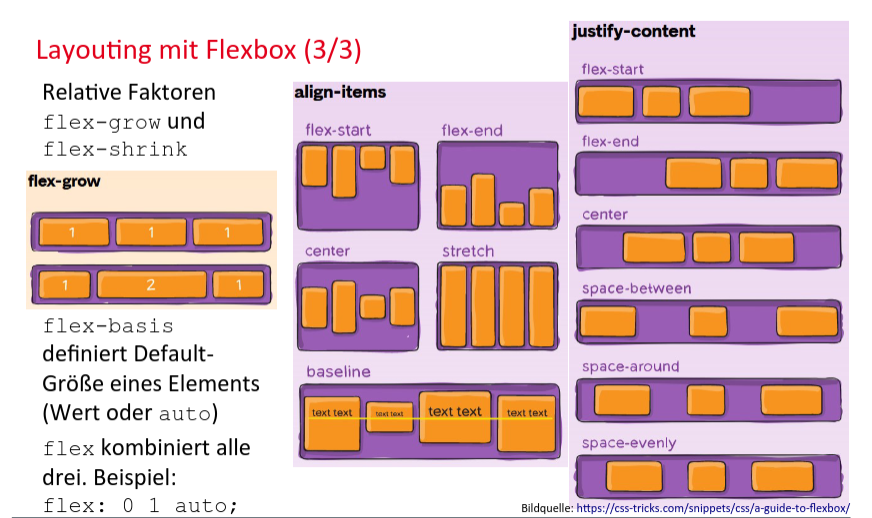 Layouting mit Flexbox (3/3)
Relative Faktoren
flex-grow und
flex-shrink
flex-grow
1 1 1
1 2 1
flex-basis
definiert Default-
Größe eines Elements
(Wert oder auto)
flex kombiniert alle
drei. Beispiel:
flex: 0 1 auto;
align-items
flex-start flex-end
center stretch
baseline
text text text text text text text text
justify-content
flex-start
flex-end
center
space-between
space-around
space-evenly
Bildquelle: https://css-tricks.com/snippets/css/a-guide-to-flexbox/